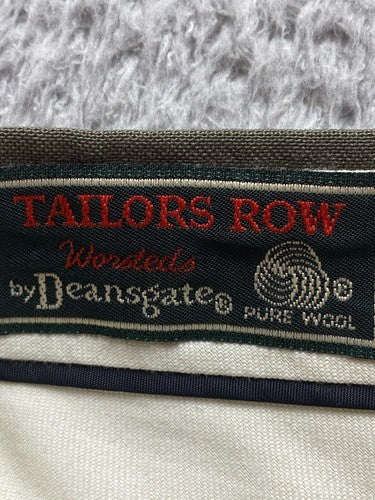 TAILORS ROW
Worsteds
by Deansgate®
®
PURE WOOL